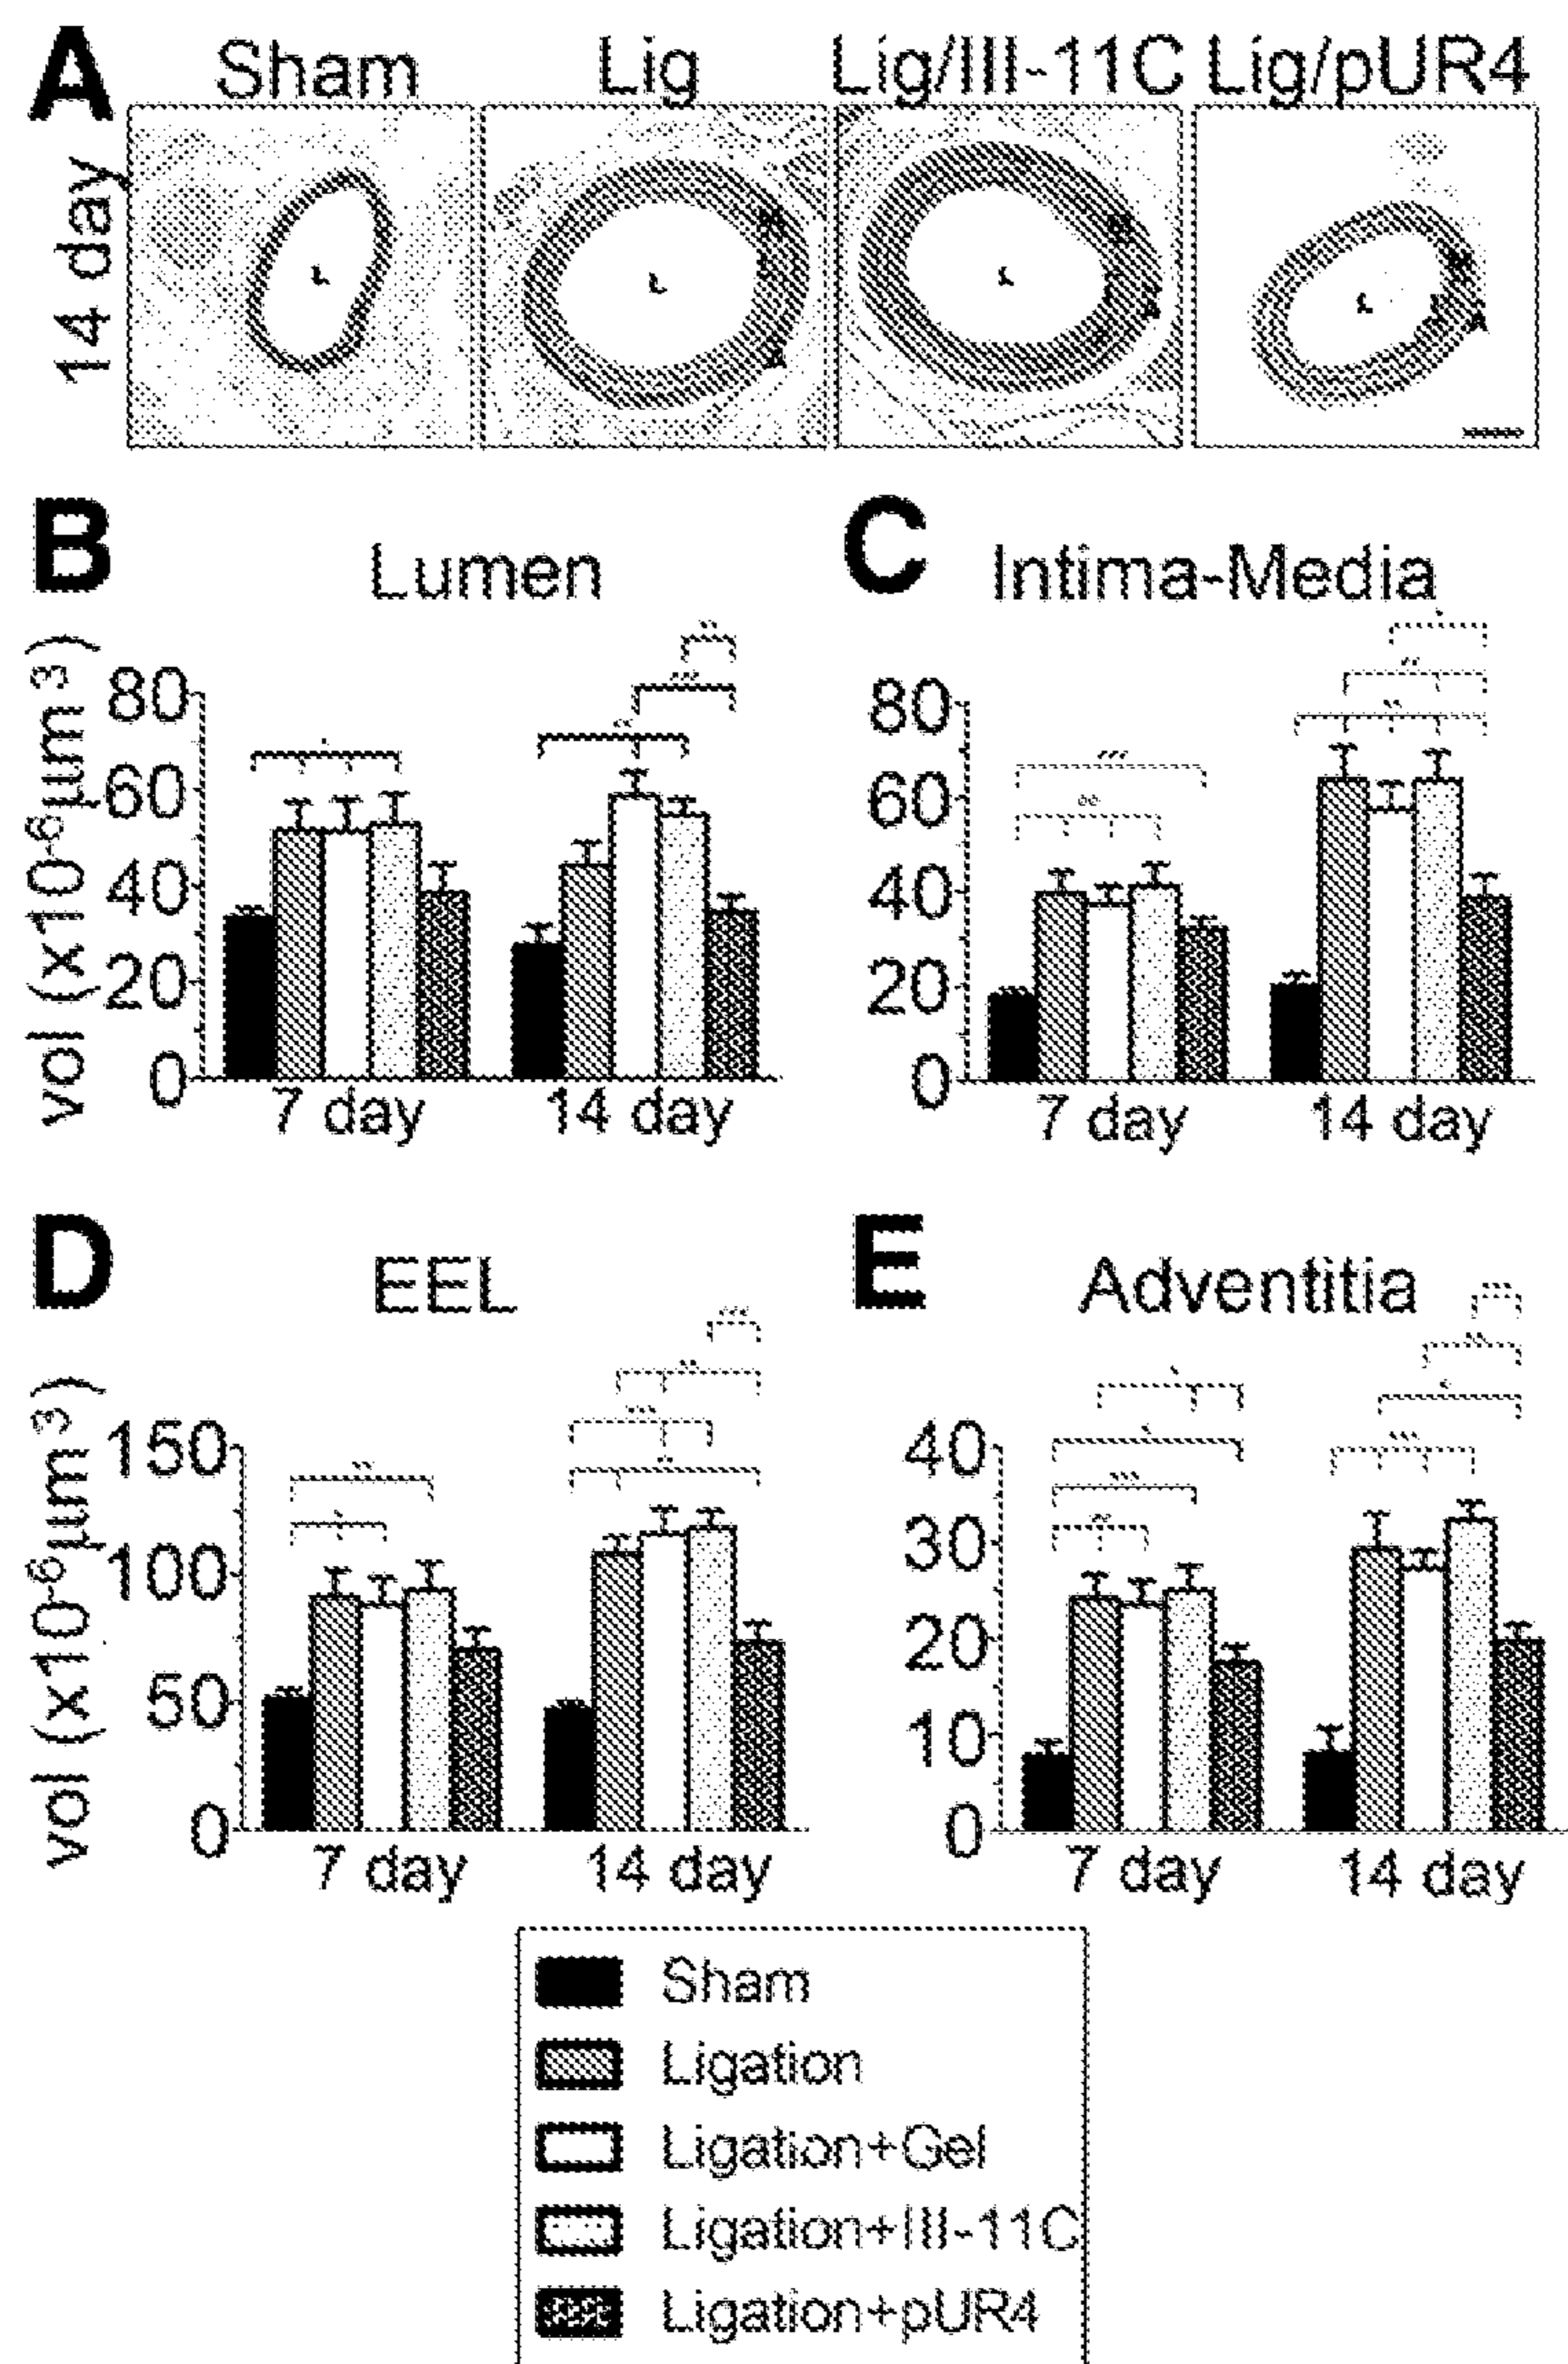 A
Sham Lig Lig/III-11C Lig/pUR4
14 day
L L L L
M M M
A A A
B Lumen
C Intima-Media
vol (x10-6μm3)
80
60
40
20
0
7 day 14 day
80
60
40
20
0
7 day 14 day
D EEL
E Adventitia
vol (x10-6μm3)
150
100
50
0
7 day 14 day
40
30
20
10
0
7 day 14 day
Sham
Ligation
Ligation+Gel
Ligation+III-11C
Ligation+pUR4